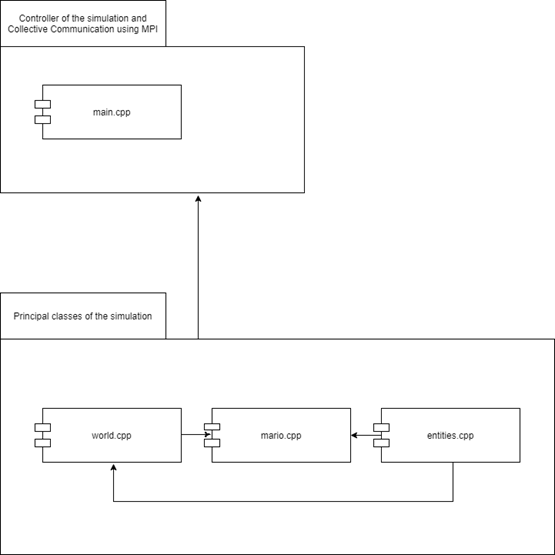 Controller of the simulation and
Collective Communication using MPI
main.cpp
Principal classes of the simulation
world.cpp
mario.cpp
entities.cpp